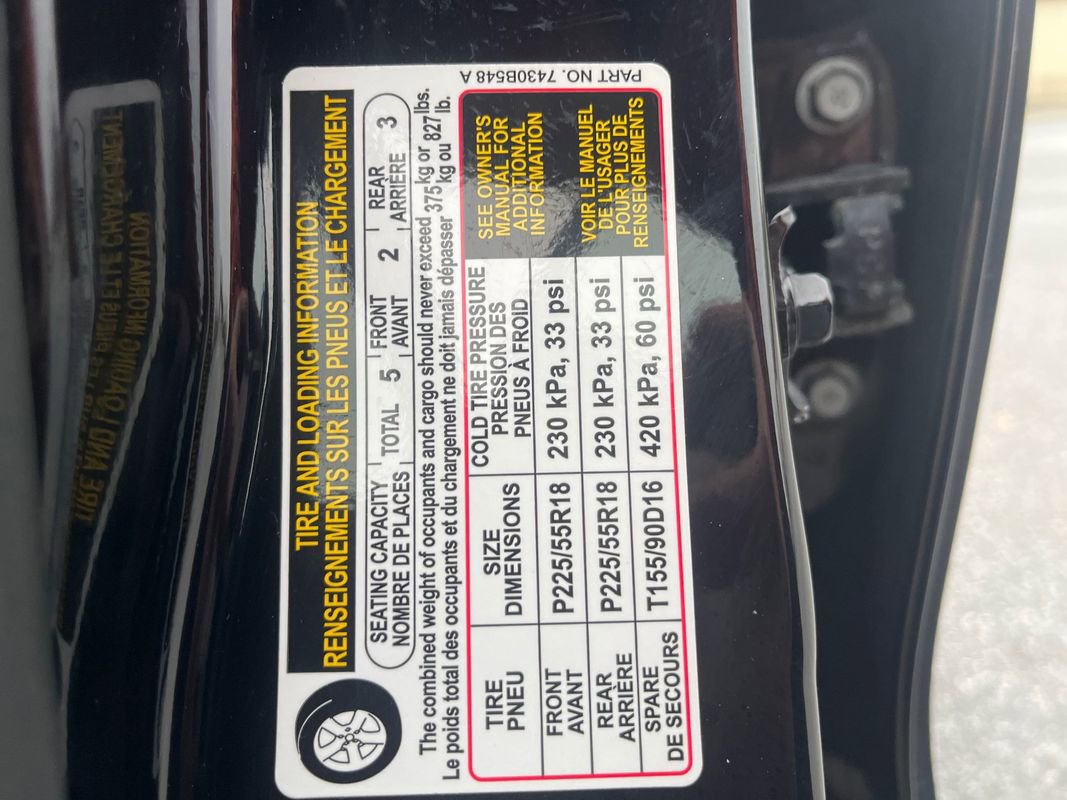 TIRE AND LOADING INFORMATION
RENSEIGNEMENTS SUR LES PNEUS ET LE CHARGEMENT
SEATING CAPACITY
NOMBRE DE PLACES
TOTAL 5
FRONT
AVANT 2
REAR
ARRIÈRE 3
The combined weight of occupants and cargo should never exceed 375 kg or 827 lbs.
Le poids total des occupants et du chargement ne doit jamais dépasser 375 kg ou 827 lb.
TIRE
PNEU
SIZE
DIMENSIONS
COLD TIRE PRESSURE
PRESSION DES
PNEUS À FROID
SEE OWNER'S
MANUAL FOR
ADDITIONAL
INFORMATION
VOIR LE MANUEL
DE L'USAGER
POUR PLUS DE
RENSEIGNEMENTS
FRONT
AVANT
P225/55R18
230 kPa, 33 psi
REAR
ARRIÈRE
P225/55R18
230 kPa, 33 psi
SPARE
DE SECOURS
T155/90D16
420 kPa, 60 psi
PART NO. 7430B548 A
TIRE AND LOADING INFORMATION